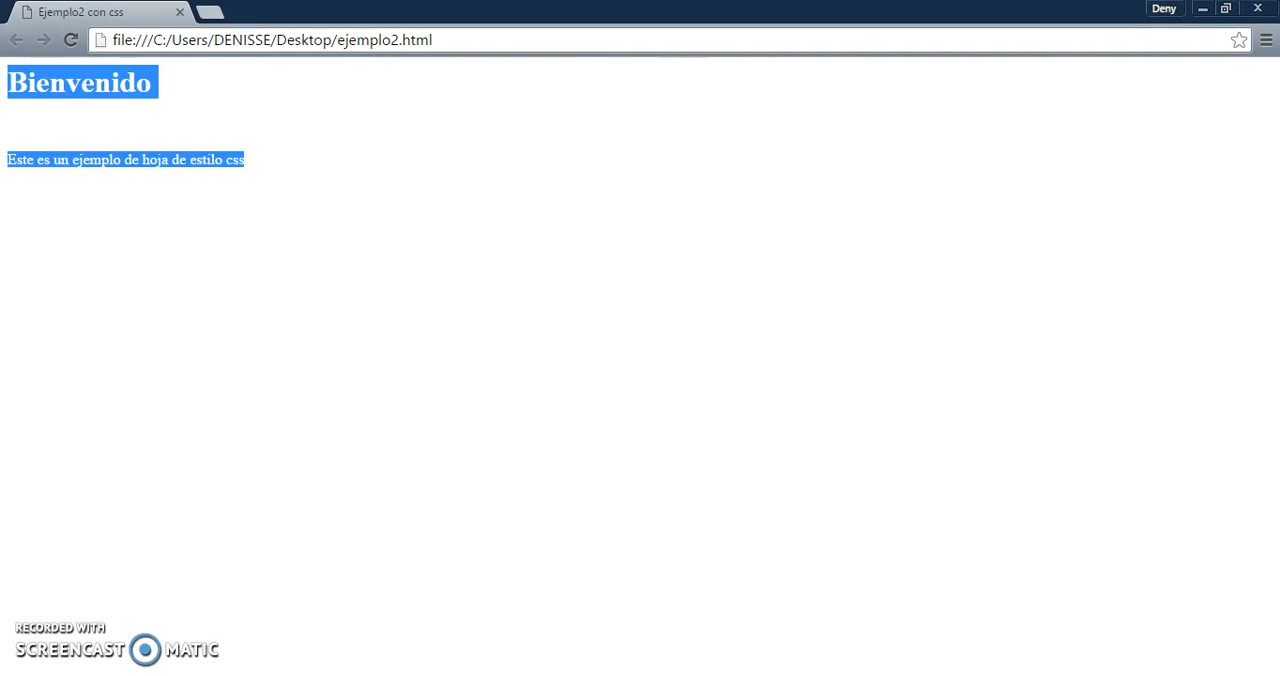 Ejemplo2 con css
Deny
file:///C:/Users/DENISSE/Desktop/ejemplo2.html
Bienvenido
Este es un ejemplo de hoja de estilo css
RECORDED WITH
SCREENCAST MATIC